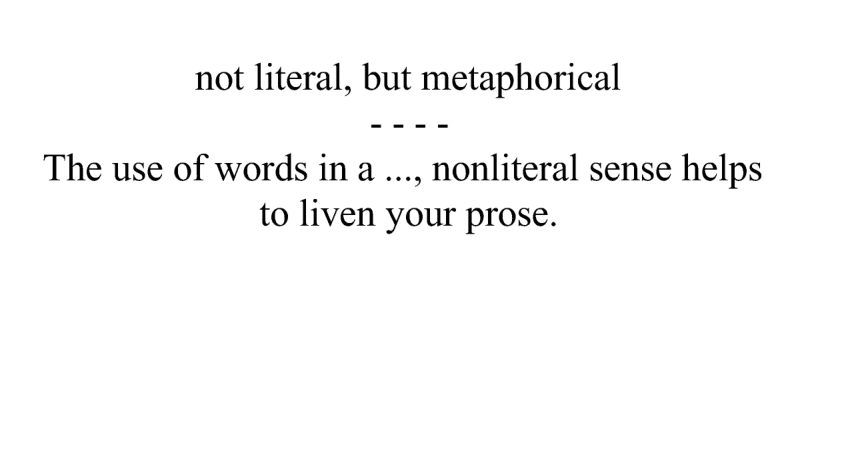 not literal, but metaphorical
- - - -
The use of words in a ..., nonliteral sense helps
to liven your prose.